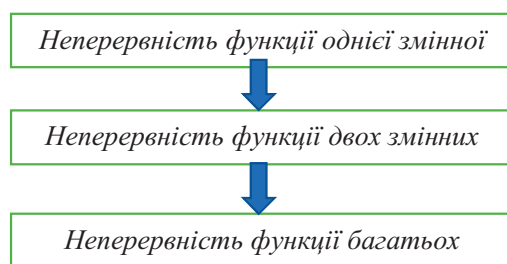 Неперервність функції однієї змінної
Неперервність функції двох змінних
Неперервність функції багатьох